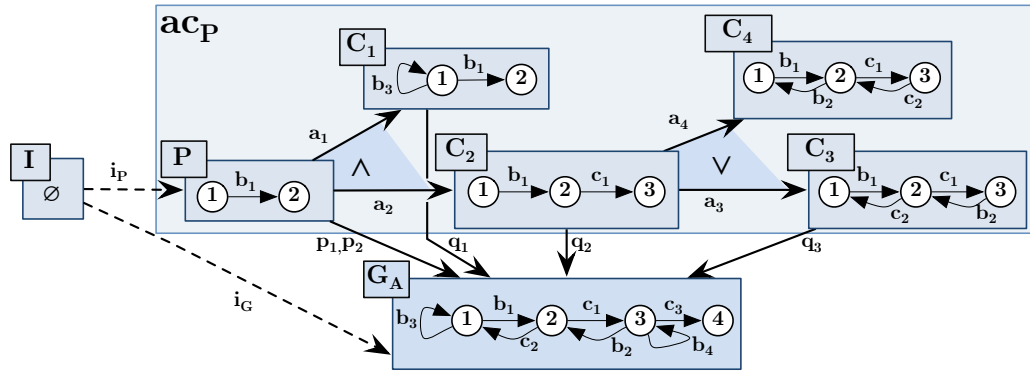 ac_P
C_1
b_3 1 b_1 2
C_4
1 b_1 2 c_1 3
b_2 c_2
I
∅
i_P
P
1 b_1 2
a_1
∧
a_2
C_2
1 b_1 2 c_1 3
a_4
∨
a_3
C_3
1 b_1 2 c_1 3
c_2 b_2
p_1,p_2
q_1
q_2
q_3
i_G
G_A
b_3 1 b_1 2 c_1 3 c_3 4
c_2 b_2 b_4